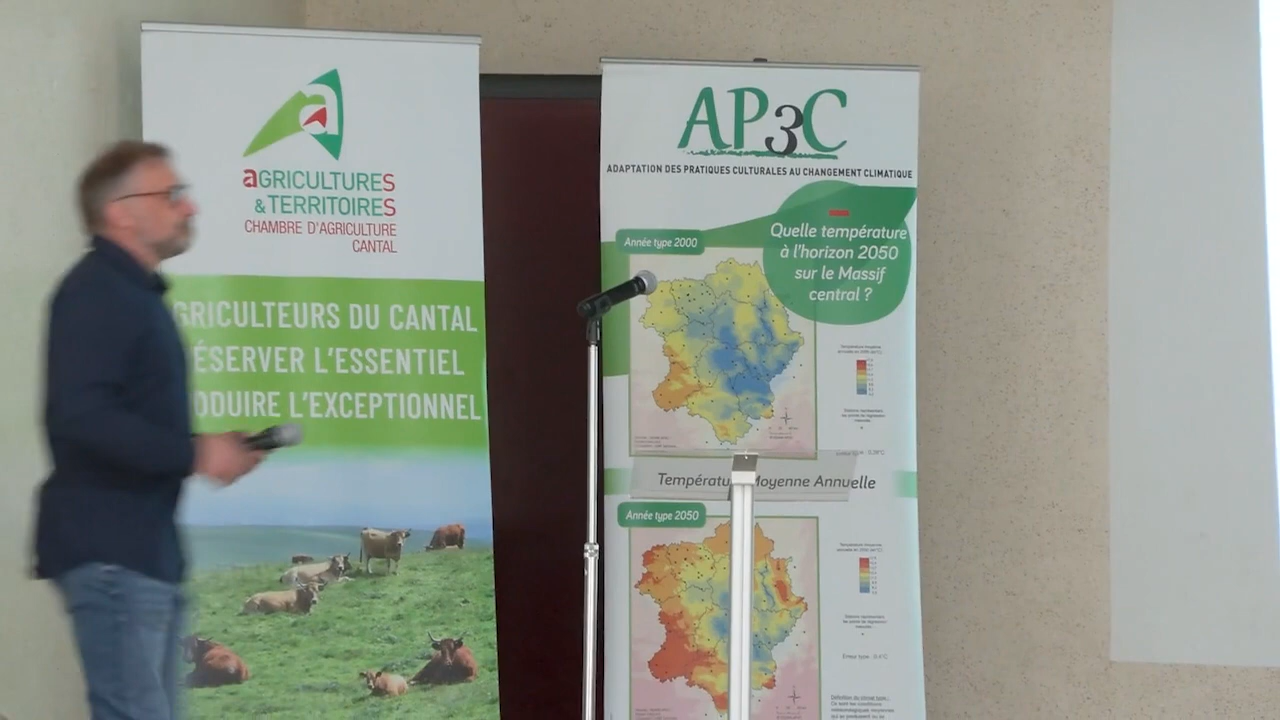 aGRICULTURES
& TERRITOIRES
CHAMBRE D'AGRICULTURE
CANTAL
GRICULTEURS DU CANTAL
ÉSERVER L'ESSENTIEL
ODUIRE L'EXCEPTIONNEL
AP3C
ADAPTATION DES PRATIQUES CULTURALES AU CHANGEMENT CLIMATIQUE
Quelle température
à l'horizon 2050
sur le Massif
central ?
Année type 2000
Températu Moyenne Annuelle
Année type 2050